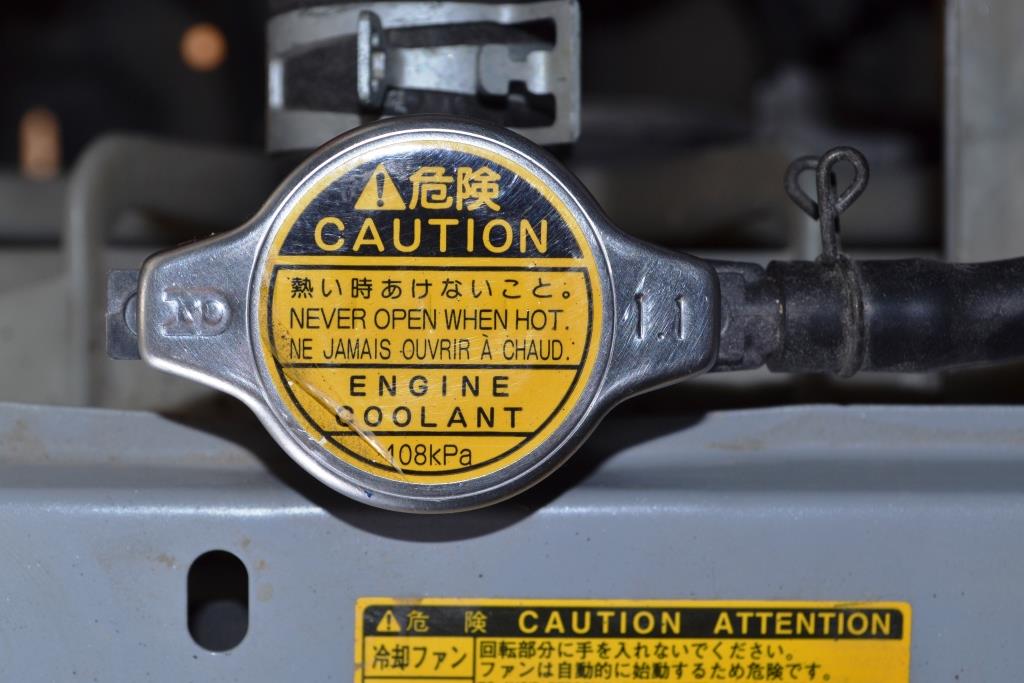 危険
CAUTION
熱い時あけないこと。
NEVER OPEN WHEN HOT.
NE JAMAIS OUVRIR À CHAUD.
ENGINE
COOLANT
108kPa
ND
1.1
危 険 CAUTION ATTENTION
冷却ファン
回転部分に手を入れないでください。
ファンは自動的に始動するため危険です。